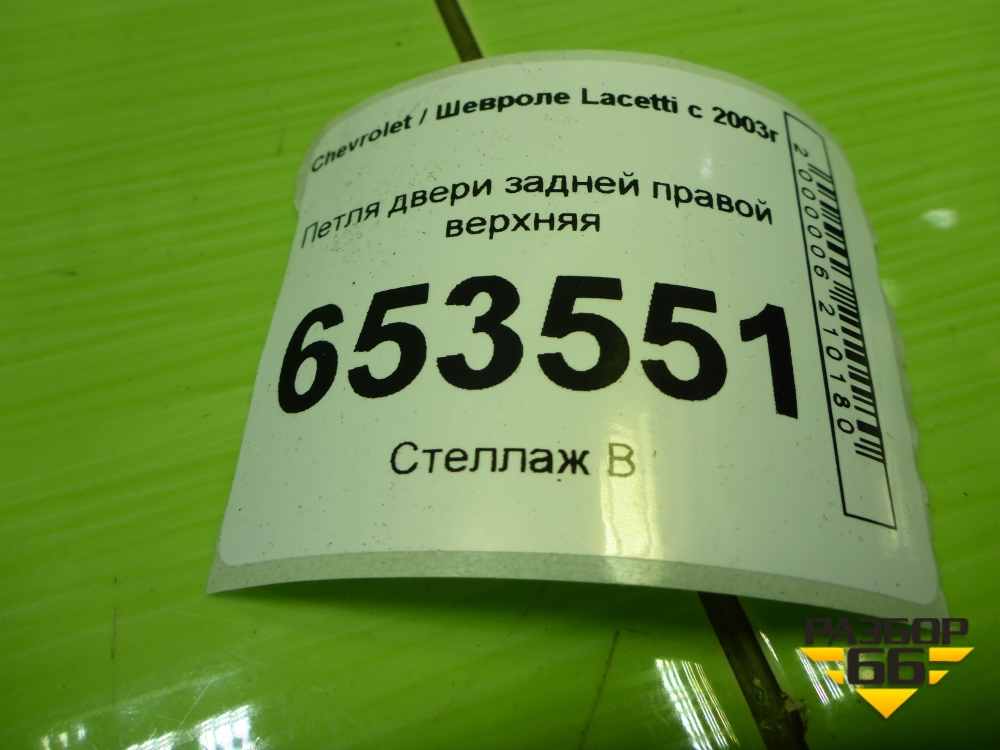 Chevrolet / Шевроле Lacetti с 2003г
Петля двери задней правой
верхняя
653551
Стеллаж В
2000006210180
РАЗБОР
66